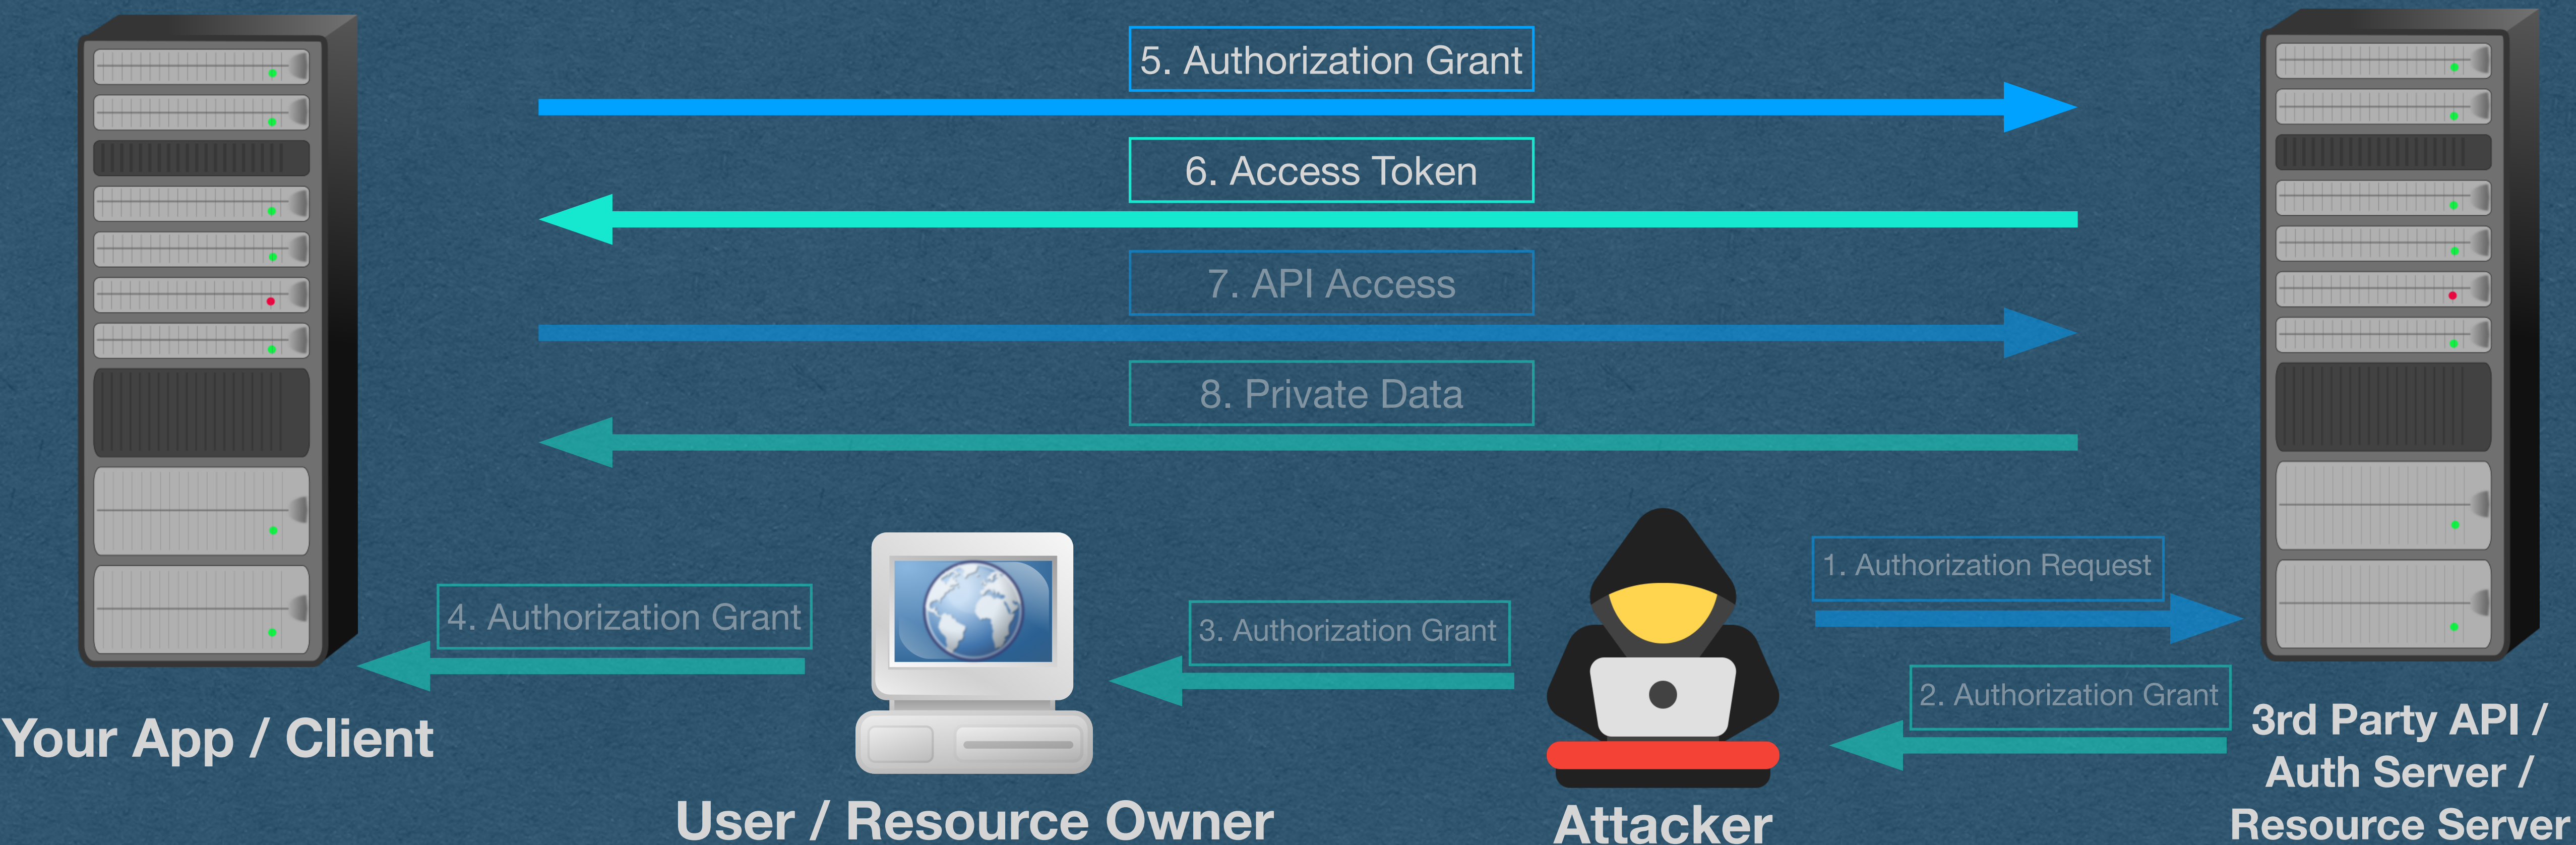 5. Authorization Grant
6. Access Token
7. API Access
8. Private Data
1. Authorization Request
4. Authorization Grant
3. Authorization Grant
2. Authorization Grant
Your App / Client
User / Resource Owner
Attacker
3rd Party API /
Auth Server /
Resource Server